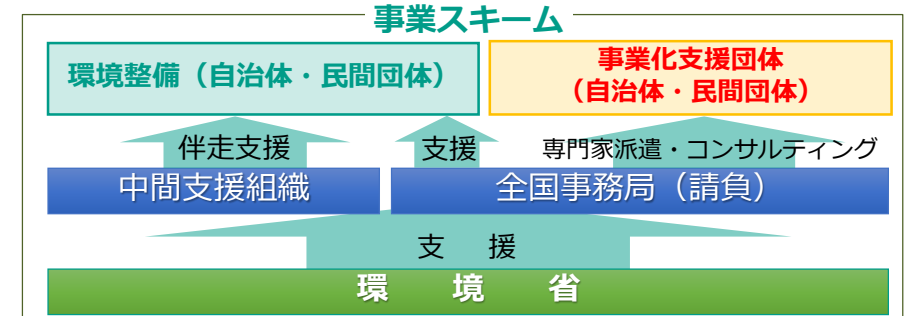 事業スキーム
環境整備（自治体・民間団体）
事業化支援団体
（自治体・民間団体）
伴走支援
支援
専門家派遣・コンサルティング
中間支援組織
全国事務局（請負）
支　援
環　境　省